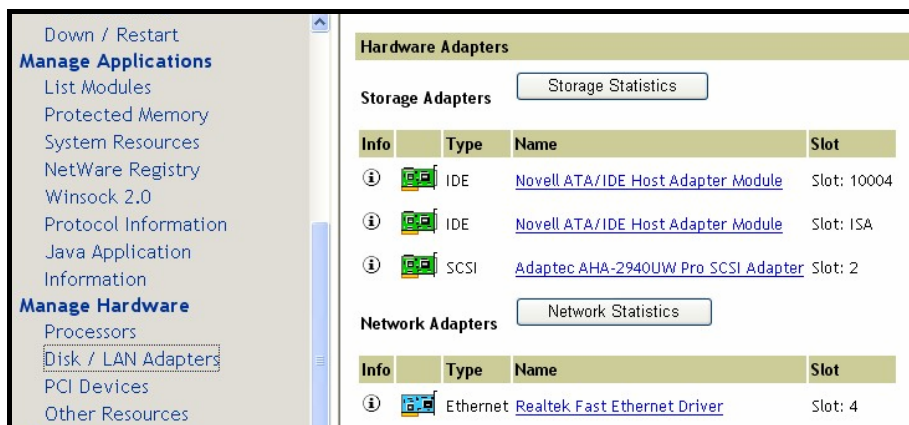 Down / Restart
Manage Applications
List Modules
Protected Memory
System Resources
NetWare Registry
Winsock 2.0
Protocol Information
Java Application
Information
Manage Hardware
Processors
Disk / LAN Adapters
PCI Devices
Other Resources
Hardware Adapters
Storage Adapters Storage Statistics
Info Type Name Slot
IDE Novell ATA/IDE Host Adapter Module Slot: 10004
IDE Novell ATA/IDE Host Adapter Module Slot: ISA
SCSI Adaptec AHA-2940UW Pro SCSI Adapter Slot: 2
Network Adapters Network Statistics
Info Type Name Slot
Ethernet Realtek Fast Ethernet Driver Slot: 4